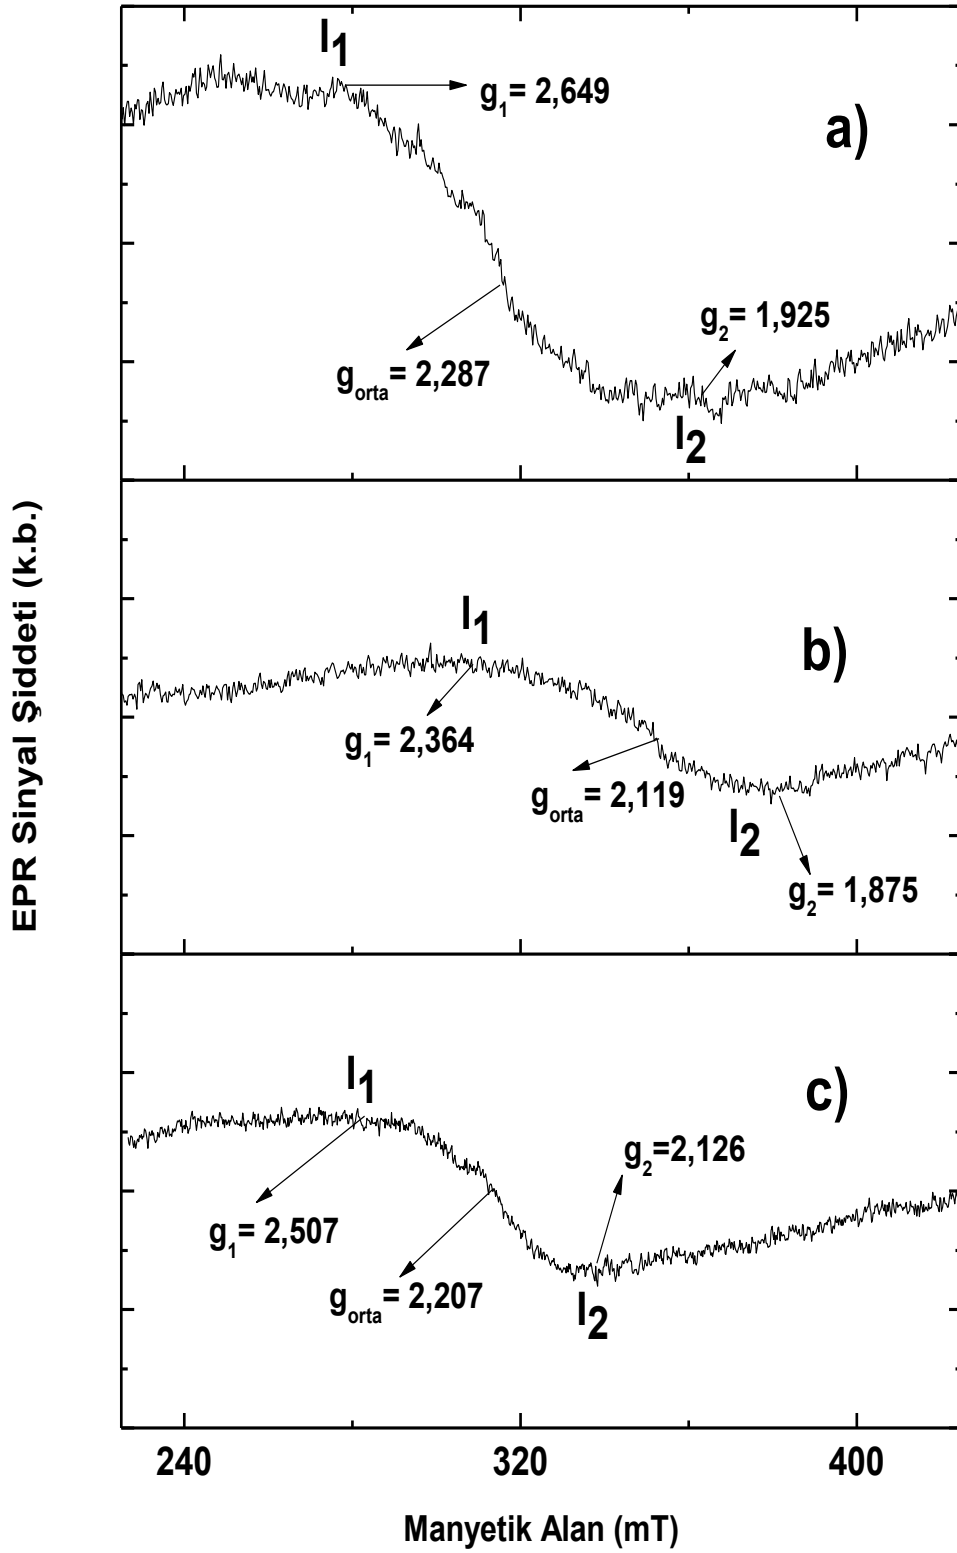 I1
g1= 2,649
a)
g2= 1,925
gorta= 2,287
I2
EPR Sinyal Şiddeti (k.b.)
I1
b)
g1= 2,364
gorta= 2,119
I2
g2= 1,875
I1
c)
g2=2,126
g1= 2,507
gorta= 2,207
I2
240 320 400
Manyetik Alan (mT)